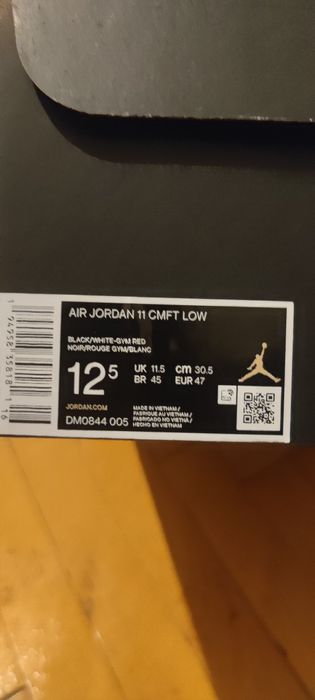 AIR JORDAN 11 CMFT LOW
BLACK/WHITE-GYM RED
NOIR/ROUGE GYM/BLANC
12 5
UK 11.5 cm 30.5
BR 45 EUR 47
JORDAN.COM
DM0844 005
MADE IN VIETNAM/
FABRIQUE AU VIETNAM/
FABRICADO NO VIETNÃ/
HECHO EN VIETNAM